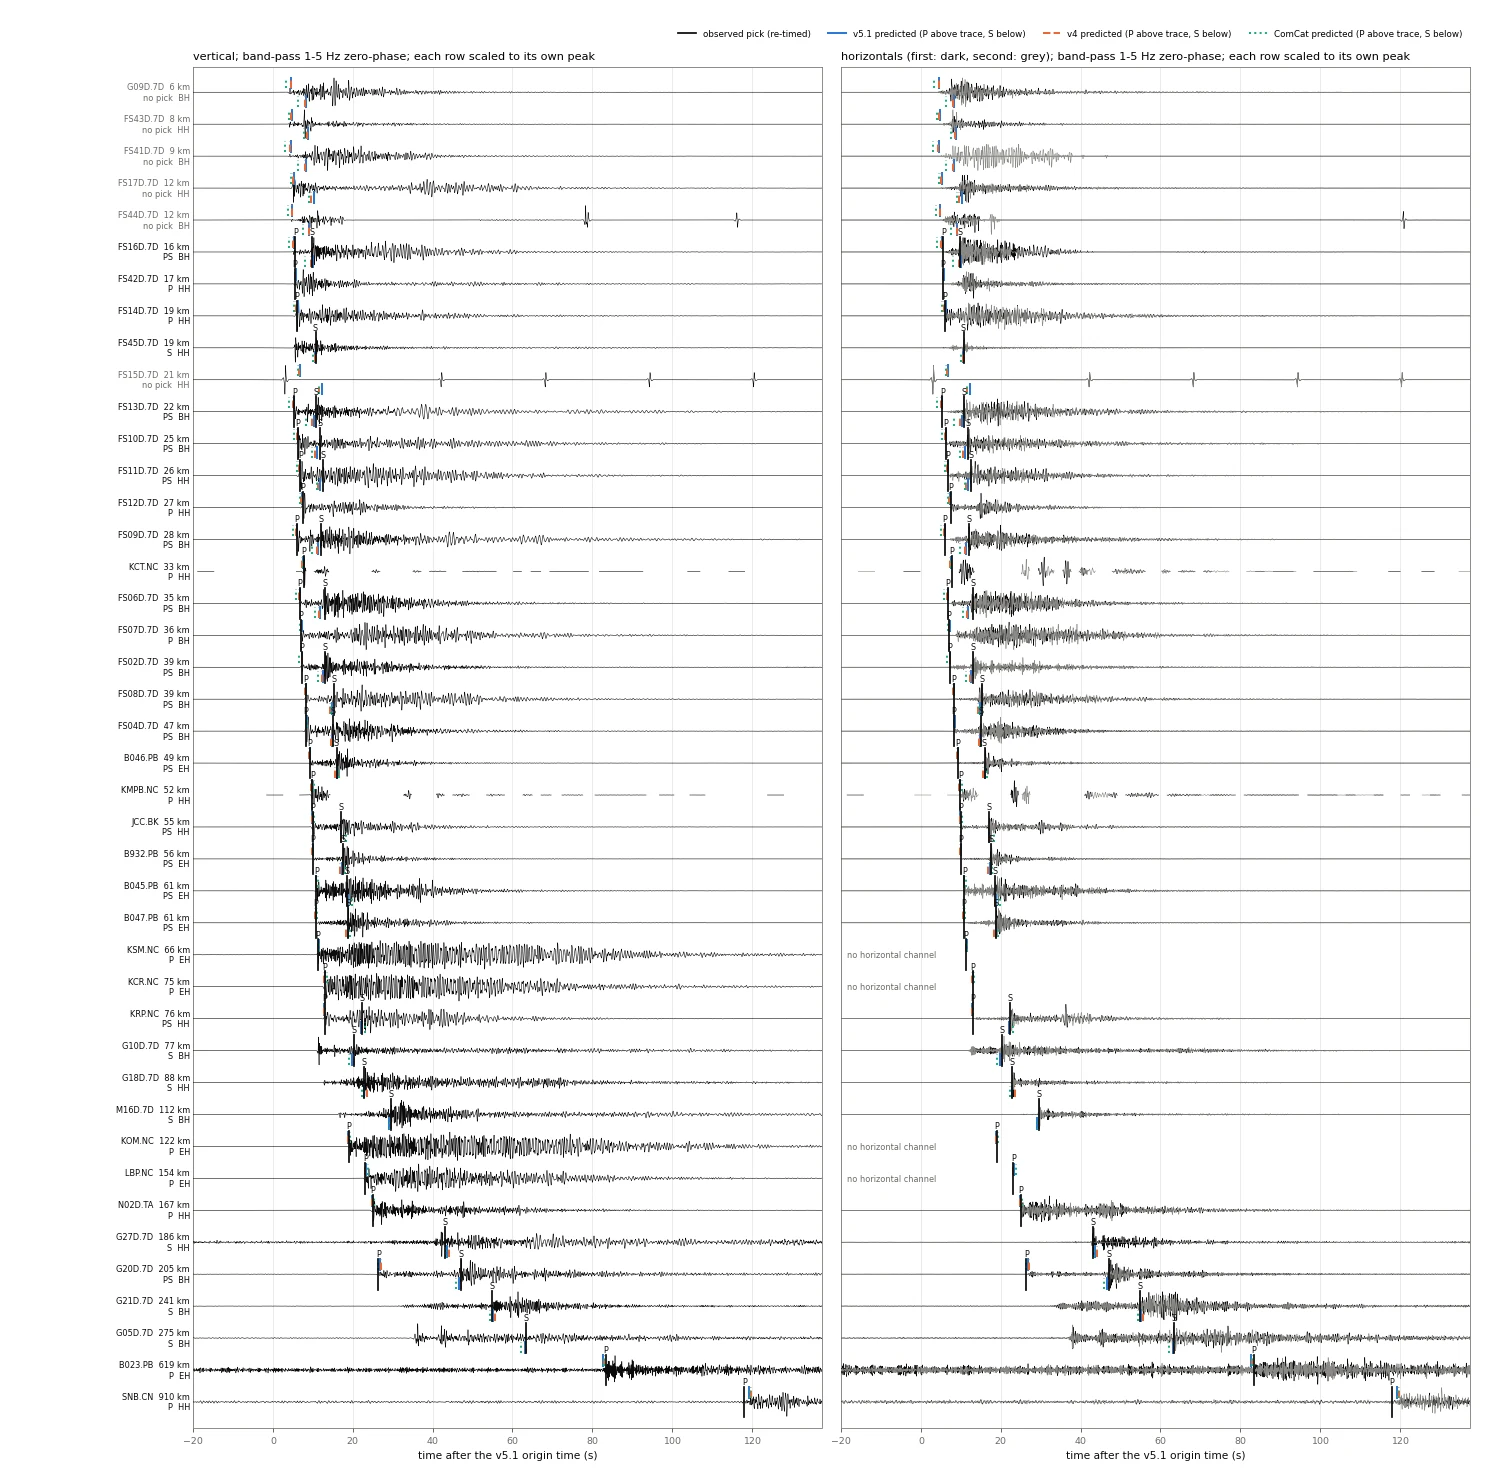 observed pick (re-timed)
v5.1 predicted (P above trace, S below)
v4 predicted (P above trace, S below)
ComCat predicted (P above trace, S below)
vertical; band-pass 1-5 Hz zero-phase; each row scaled to its own peak
horizontals (first: dark, second: grey); band-pass 1-5 Hz zero-phase; each row scaled to its own peak
G09D.7D 6 km
no pick BH
FS43D.7D 8 km
no pick HH
FS41D.7D 9 km
no pick BH
FS17D.7D 12 km
no pick HH
FS44D.7D 12 km
no pick BH
FS16D.7D 16 km
PS BH
FS42D.7D 17 km
P HH
FS14D.7D 19 km
P HH
FS45D.7D 19 km
S HH
FS15D.7D 21 km
no pick HH
FS13D.7D 22 km
PS BH
FS10D.7D 25 km
PS BH
FS11D.7D 26 km
PS HH
FS12D.7D 27 km
P HH
FS09D.7D 28 km
PS BH
KCT.NC 33 km
P HH
FS06D.7D 35 km
PS BH
FS07D.7D 36 km
P BH
FS02D.7D 39 km
PS BH
FS08D.7D 39 km
PS BH
FS04D.7D 47 km
PS BH
B046.PB 49 km
PS EH
KMPB.NC 52 km
P HH
JCC.BK 55 km
PS HH
B932.PB 56 km
PS EH
B045.PB 61 km
PS EH
B047.PB 61 km
PS EH
KSM.NC 66 km
P EH
no horizontal channel
KCR.NC 75 km
P EH
no horizontal channel
KRP.NC 76 km
PS HH
G10D.7D 77 km
S BH
G18D.7D 88 km
S HH
M16D.7D 112 km
S BH
KOM.NC 122 km
P EH
no horizontal channel
LBP.NC 154 km
P EH
no horizontal channel
N02D.TA 167 km
P HH
G27D.7D 186 km
S HH
G20D.7D 205 km
PS BH
G21D.7D 241 km
S BH
G05D.7D 275 km
S BH
B023.PB 619 km
P EH
SNB.CN 910 km
P HH
−20 0 20 40 60 80 100 120
−20 0 20 40 60 80 100 120
time after the v5.1 origin time (s)
time after the v5.1 origin time (s)